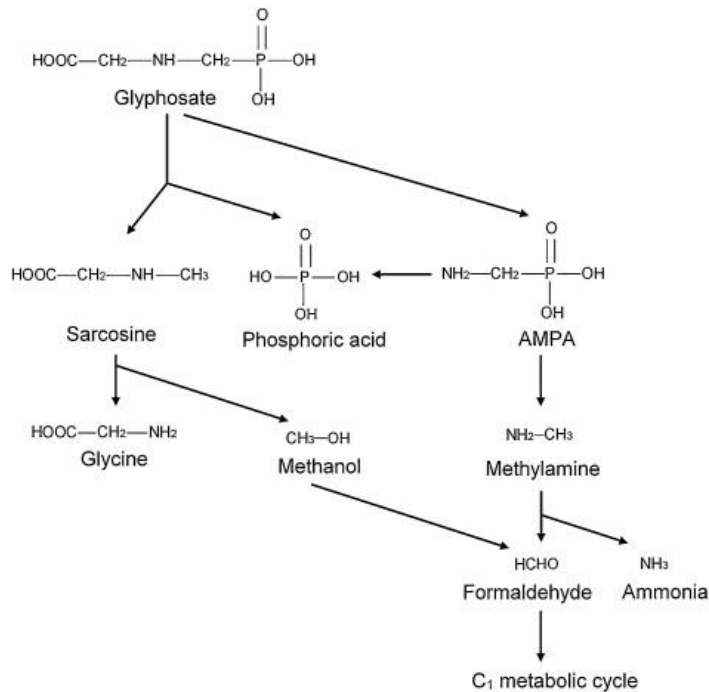 O
HOOC—CH₂—NH—CH₂—P—OH
OH
Glyphosate
O
O
HOOC—CH₂—NH—CH₃
HO—P—OH
NH₂—CH₂—P—OH
OH
OH
Sarcosine
Phosphoric acid
AMPA
HOOC—CH₂—NH₂
CH₃—OH
NH₂—CH₃
Glycine
Methanol
Methylamine
HCHO
NH₃
Formaldehyde
Ammonia
C₁ metabolic cycle